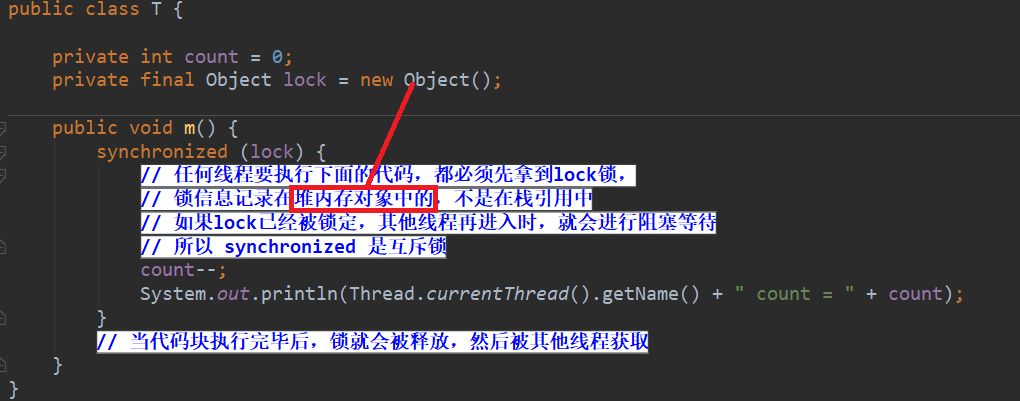 public class T {
private int count = 0;
private final Object lock = new Object();
public void m() {
synchronized (lock) {
// 任何线程要执行下面的代码，都必须先拿到lock锁，
// 锁信息记录在堆内存对象中的，不是在栈引用中
// 如果lock已经被锁定，其他线程再进入时，就会进行阻塞等待
// 所以 synchronized 是互斥锁
count--;
System.out.println(Thread.currentThread().getName() + " count = " + count);
}
// 当代码块执行完毕后，锁就会被释放，然后被其他线程获取
}
}